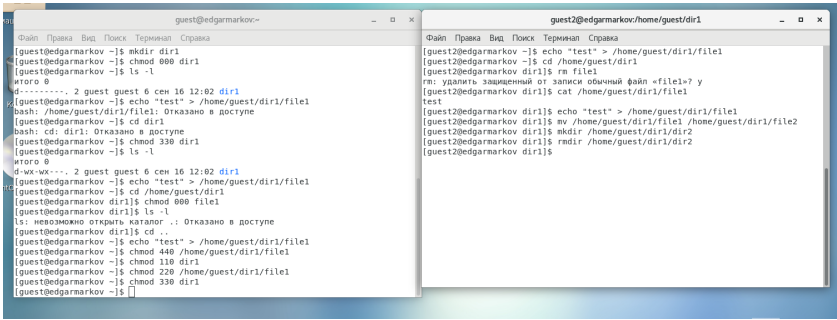 guest@edgarmarkov:~
Файл Правка Вид Поиск Терминал Справка
[guest@edgarmarkov ~]$ mkdir dir1
[guest@edgarmarkov ~]$ chmod 000 dir1
[guest@edgarmarkov ~]$ ls -l
итого 0
d---------. 2 guest guest 6 сен 16 12:02 dir1
[guest@edgarmarkov ~]$ echo "test" > /home/guest/dir1/file1
bash: /home/guest/dir1/file1: Отказано в доступе
[guest@edgarmarkov ~]$ cd dir1
bash: cd: dir1: Отказано в доступе
[guest@edgarmarkov ~]$ chmod 330 dir1
[guest@edgarmarkov ~]$ ls -l
итого 0
d-wx-wx---. 2 guest guest 6 сен 16 12:02 dir1
[guest@edgarmarkov ~]$ echo "test" > /home/guest/dir1/file1
[guest@edgarmarkov ~]$ cd /home/guest/dir1
[guest@edgarmarkov dir1]$ chmod 000 file1
[guest@edgarmarkov dir1]$ ls -l
ls: невозможно открыть каталог .: Отказано в доступе
[guest@edgarmarkov dir1]$ cd ..
[guest@edgarmarkov ~]$ echo "test" > /home/guest/dir1/file1
[guest@edgarmarkov ~]$ chmod 440 /home/guest/dir1/file1
[guest@edgarmarkov ~]$ chmod 110 dir1
[guest@edgarmarkov ~]$ chmod 220 /home/guest/dir1/file1
[guest@edgarmarkov ~]$ chmod 330 dir1
[guest@edgarmarkov ~]$
guest2@edgarmarkov:/home/guest/dir1
Файл Правка Вид Поиск Терминал Справка
[guest2@edgarmarkov ~]$ echo "test" > /home/guest/dir1/file1
[guest2@edgarmarkov ~]$ cd /home/guest/dir1
[guest2@edgarmarkov dir1]$ rm file1
rm: удалить защищенный от записи обычный файл «file1»? y
[guest2@edgarmarkov dir1]$ cat /home/guest/dir1/file1
test
[guest2@edgarmarkov dir1]$ echo "test" > /home/guest/dir1/file1
[guest2@edgarmarkov dir1]$ mv /home/guest/dir1/file1 /home/guest/dir1/file2
[guest2@edgarmarkov dir1]$ mkdir /home/guest/dir1/dir2
[guest2@edgarmarkov dir1]$ rmdir /home/guest/dir1/dir2
[guest2@edgarmarkov dir1]$